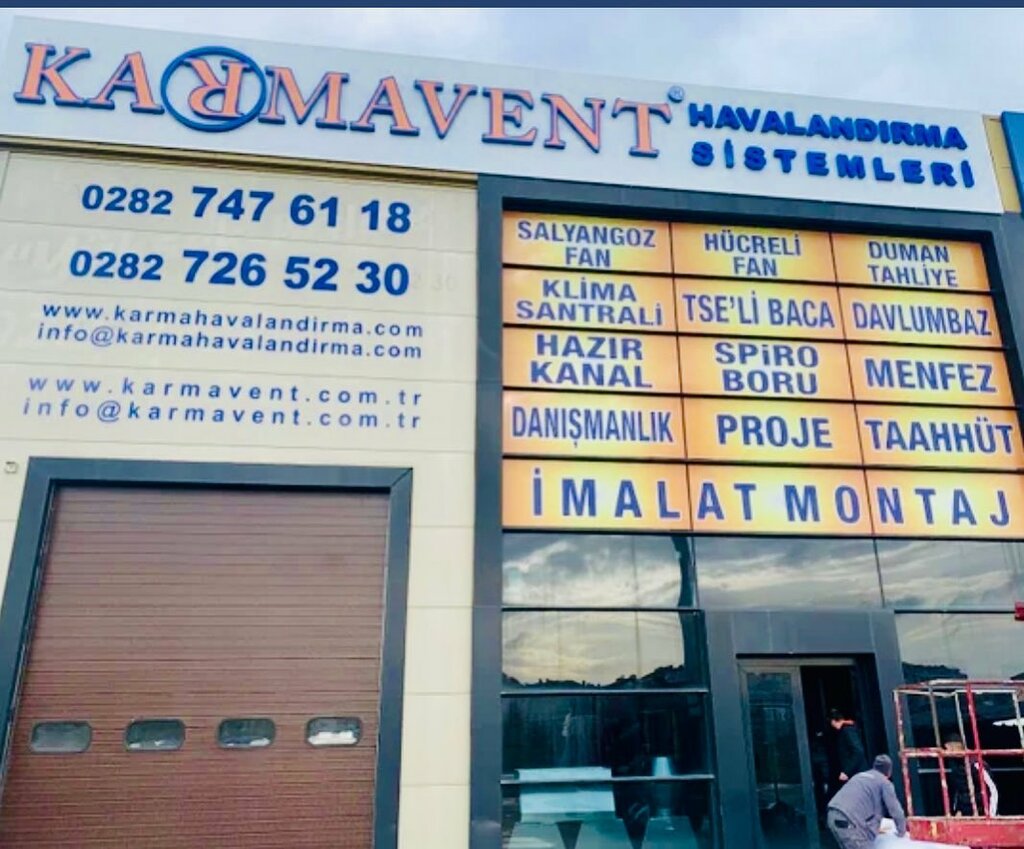 KARMAVENT®
HAVALANDIRMA
SİSTEMLERİ
0282 747 61 18
0282 726 52 30
www.karmahavalandirma.com
info@karmahavalandirma.com
www.karmavent.com.tr
info@karmavent.com.tr
SALYANGOZ
FAN
HÜCRELİ
FAN
DUMAN
TAHLİYE
KLİMA
SANTRALİ
TSE'Lİ BACA
DAVLUMBAZ
HAZIR
KANAL
SPİRO
BORU
MENFEZ
DANIŞMANLIK
PROJE
TAAHHÜT
İMALAT MONTAJ